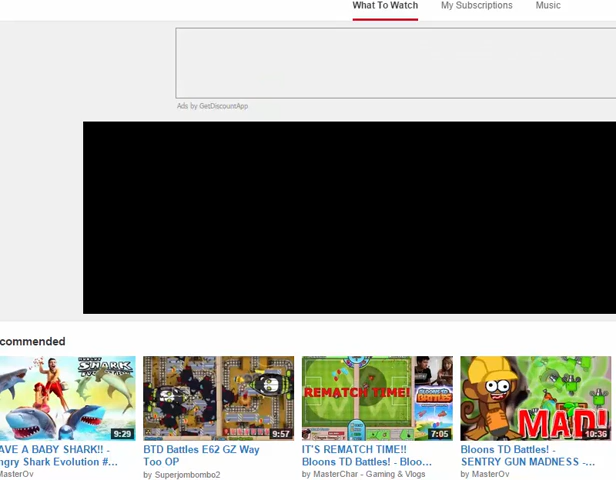 What To Watch My Subscriptions Music
Ads by GetDiscountApp
commended
SHARK
9:29
9:57
REMATCH TIME!
BATTLES
7:05
MAD!
10:36
AVE A BABY SHARK!! -
ngry Shark Evolution #...
MasterOv
BTD Battles E62 GZ Way
Too OP
by Superjombombo2
IT'S REMATCH TIME!!
Bloons TD Battles! - Bloo...
by MasterChar - Gaming & Vlogs
Bloons TD Battles! -
SENTRY GUN MADNESS -...
by MasterOv